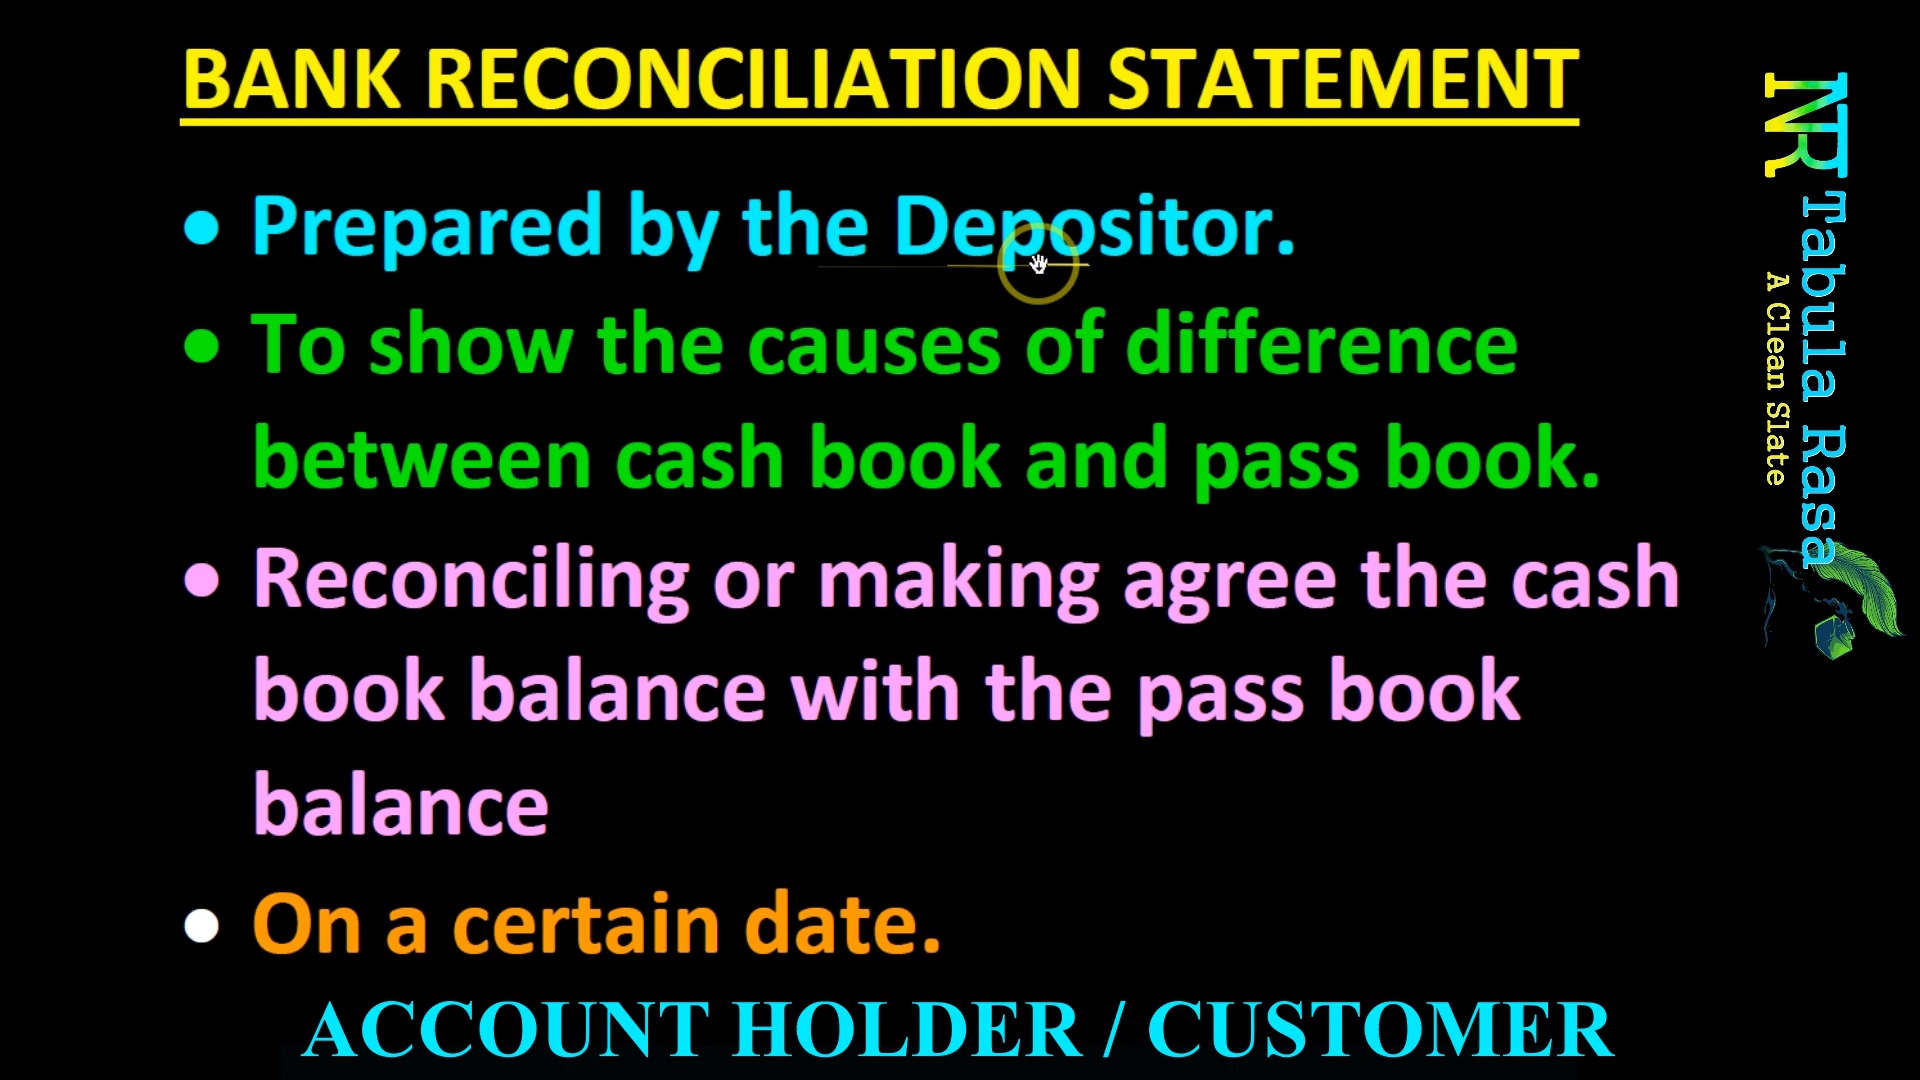 BANK RECONCILIATION STATEMENT
• Prepared by the Depositor.
• To show the causes of difference
between cash book and pass book.
• Reconciling or making agree the cash
book balance with the pass book
balance
• On a certain date.
ACCOUNT HOLDER / CUSTOMER
NR Tabula Rasa
A Clean Slate